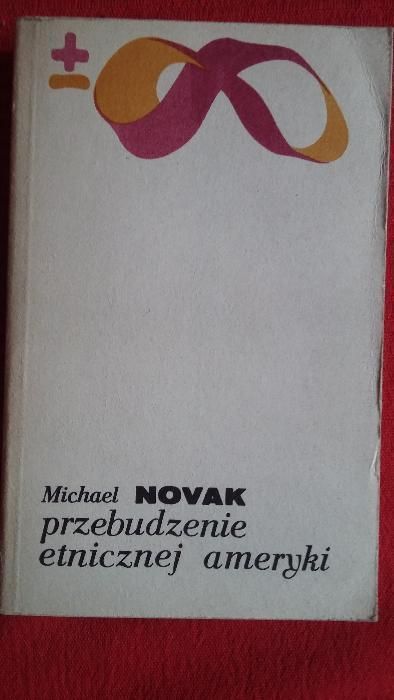 ±
Michael NOVAK
przebudzenie
etnicznej ameryki